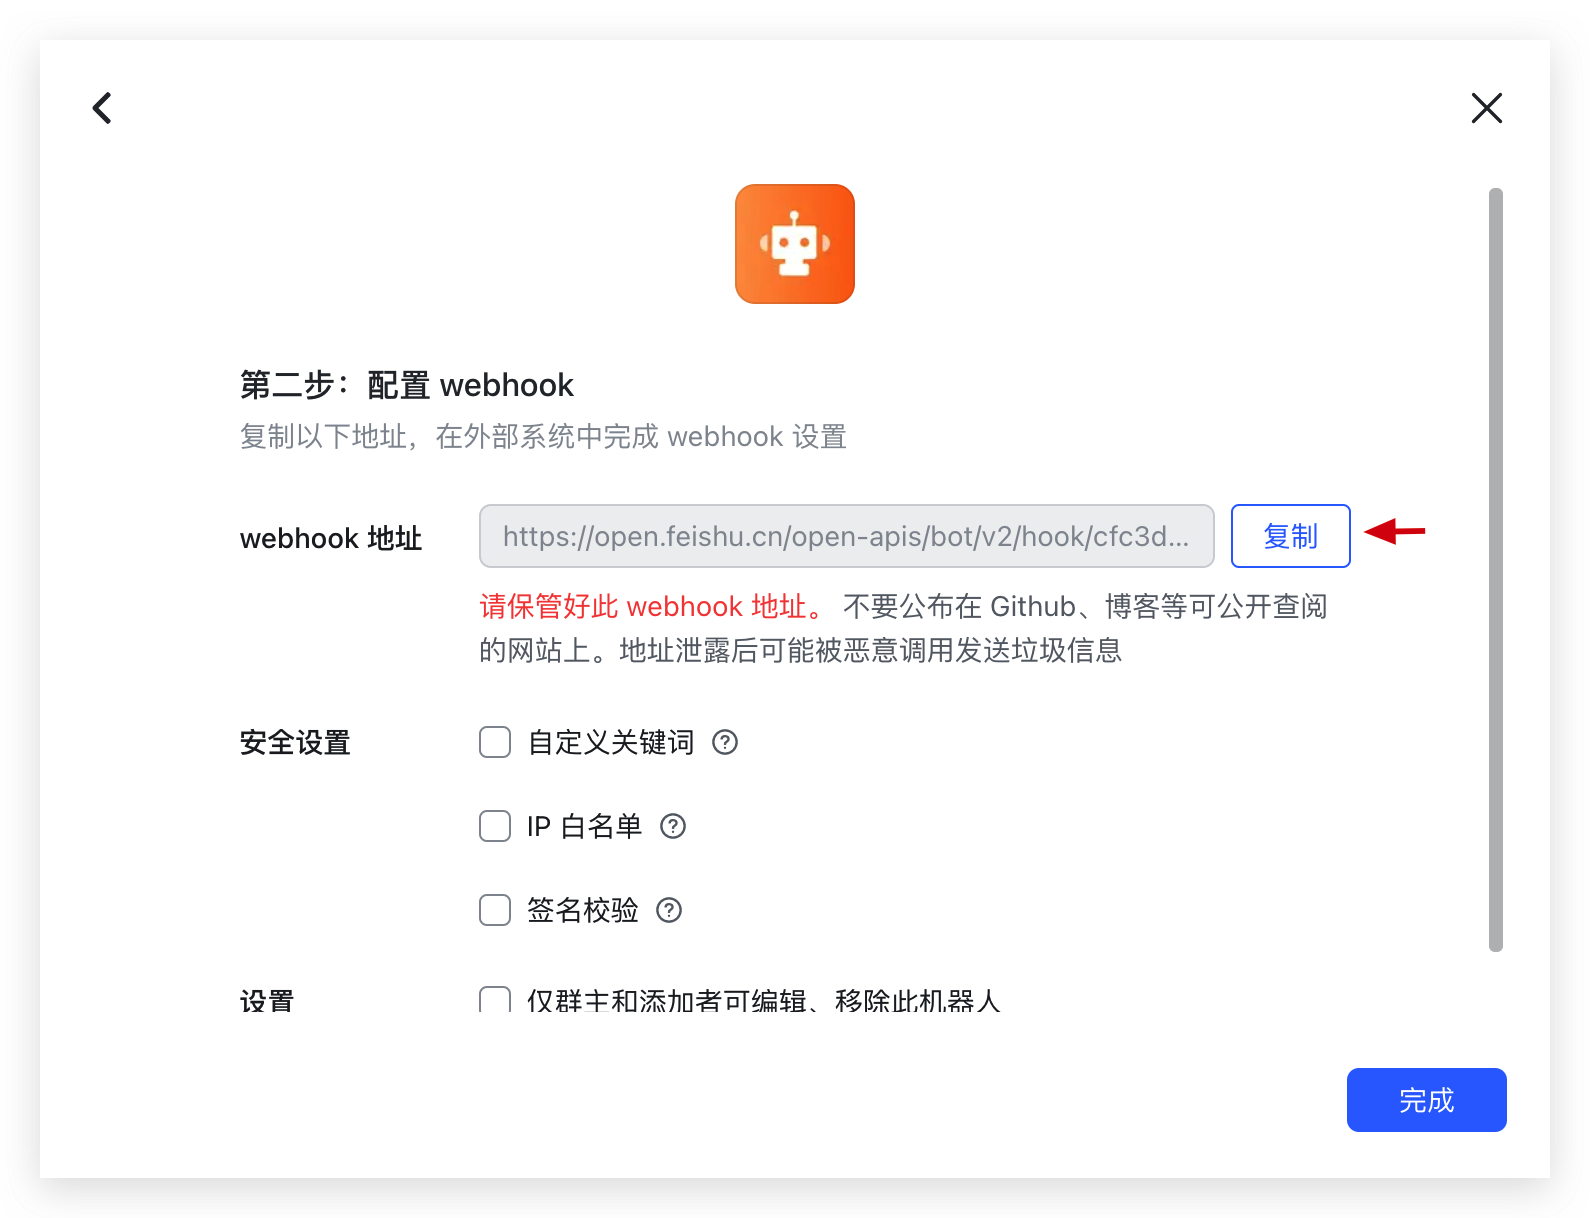 第二步：配置 webhook
复制以下地址，在外部系统中完成 webhook 设置
webhook 地址
https://open.feishu.cn/open-apis/bot/v2/hook/cfc3d...
复制
请保管好此 webhook 地址。 不要公布在 Github、博客等可公开查阅
的网站上。地址泄露后可能被恶意调用发送垃圾信息
安全设置
自定义关键词
IP 白名单
签名校验
设置
仅群主和添加者可编辑、移除此机器人
完成